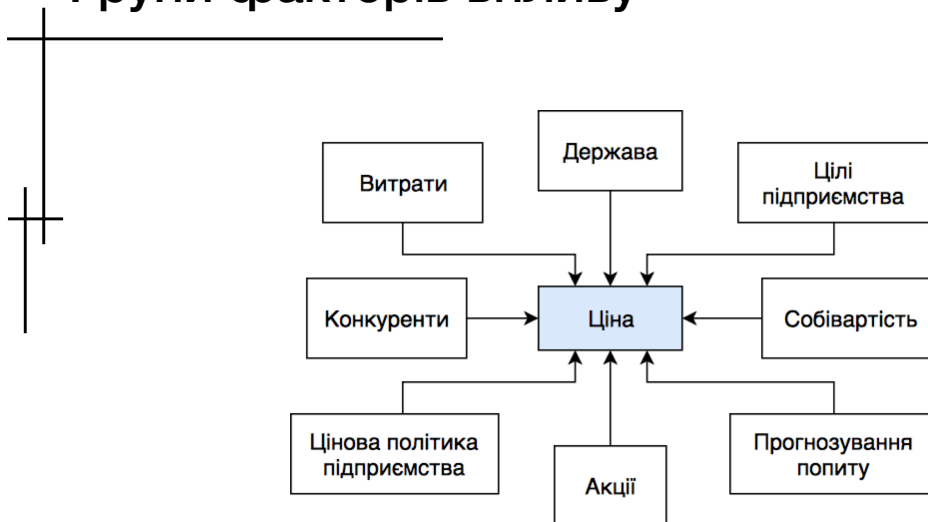 Групи факторів впливу
Держава
Витрати
Цілі
підприємства
Конкуренти
Ціна
Собівартість
Цінова політика
підприємства
Прогнозування
попиту
Акції